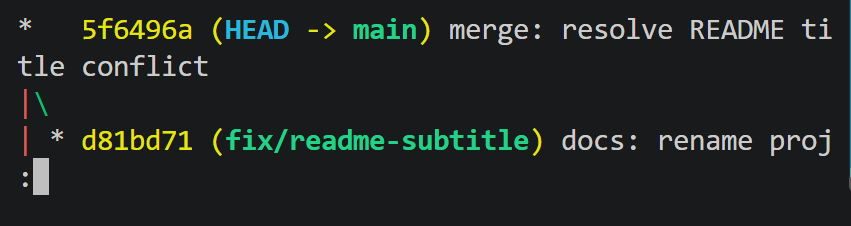 *   5f6496a (HEAD -> main) merge: resolve README ti
tle conflict
|\
| * d81bd71 (fix/readme-subtitle) docs: rename proj
: